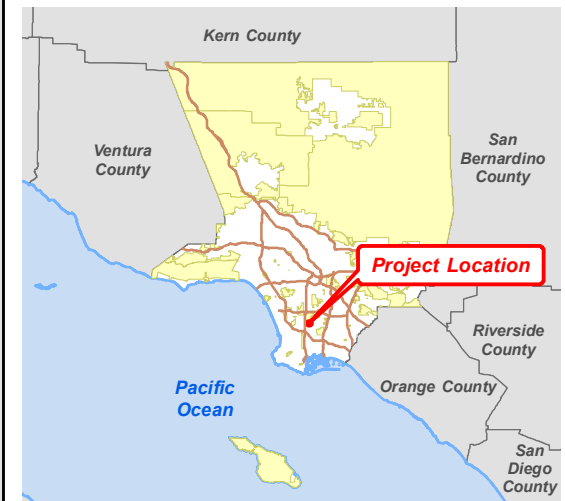 Kern County
Ventura
County
San
Bernardino
County
Project Location
Riverside
County
Orange County
Pacific
Ocean
San
Diego
County